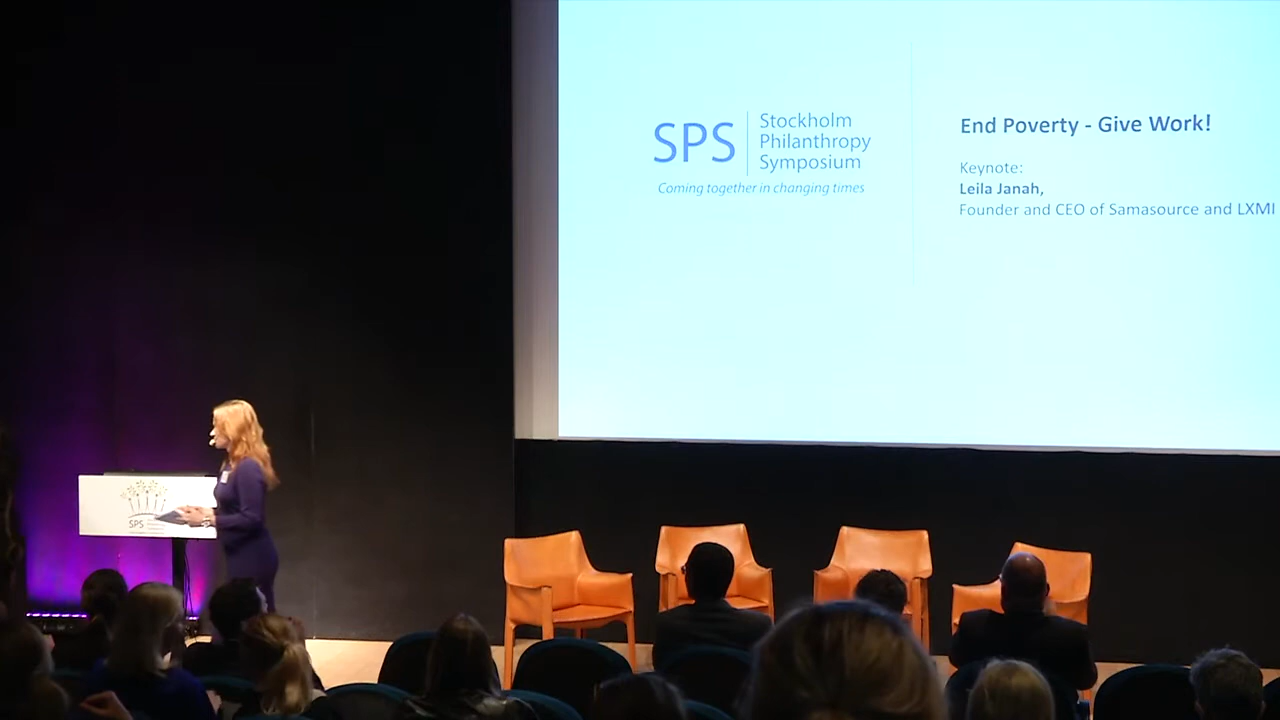 SPS
Stockholm
Philanthropy
Symposium
Coming together in changing times
End Poverty - Give Work!
Keynote:
Leila Janah,
Founder and CEO of Samasource and LXMI
SPS